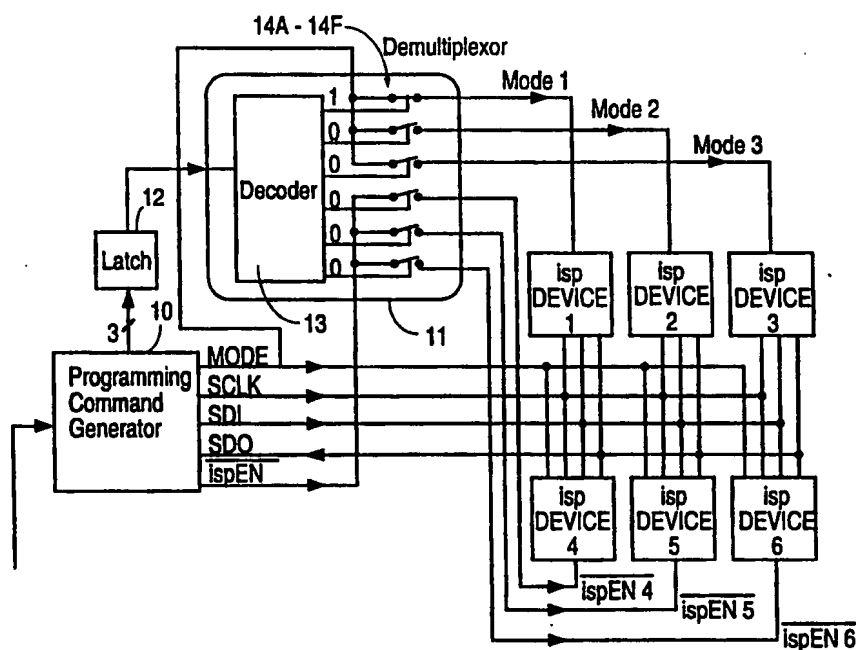 14A - 14F
Demultiplexor
Mode 1
Mode 2
Mode 3
1
0
0
0
0
0
Decoder
12
Latch
3
10
13
11
isp
DEVICE
1
isp
DEVICE
2
isp
DEVICE
3
Programming
Command
Generator
MODE
SCLK
SDI
SDO
ispEN
isp
DEVICE
4
isp
DEVICE
5
isp
DEVICE
6
ispEN 4
ispEN 5
ispEN 6